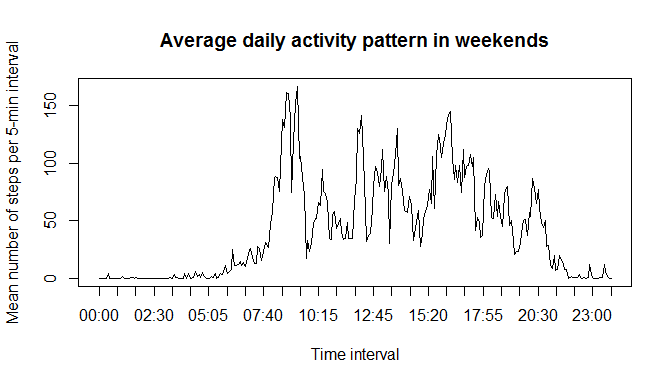 Average daily activity pattern in weekends
Mean number of steps per 5-min interval
150
100
50
0
00:00 02:30 05:05 07:40 10:15 12:45 15:20 17:55 20:30 23:00
Time interval